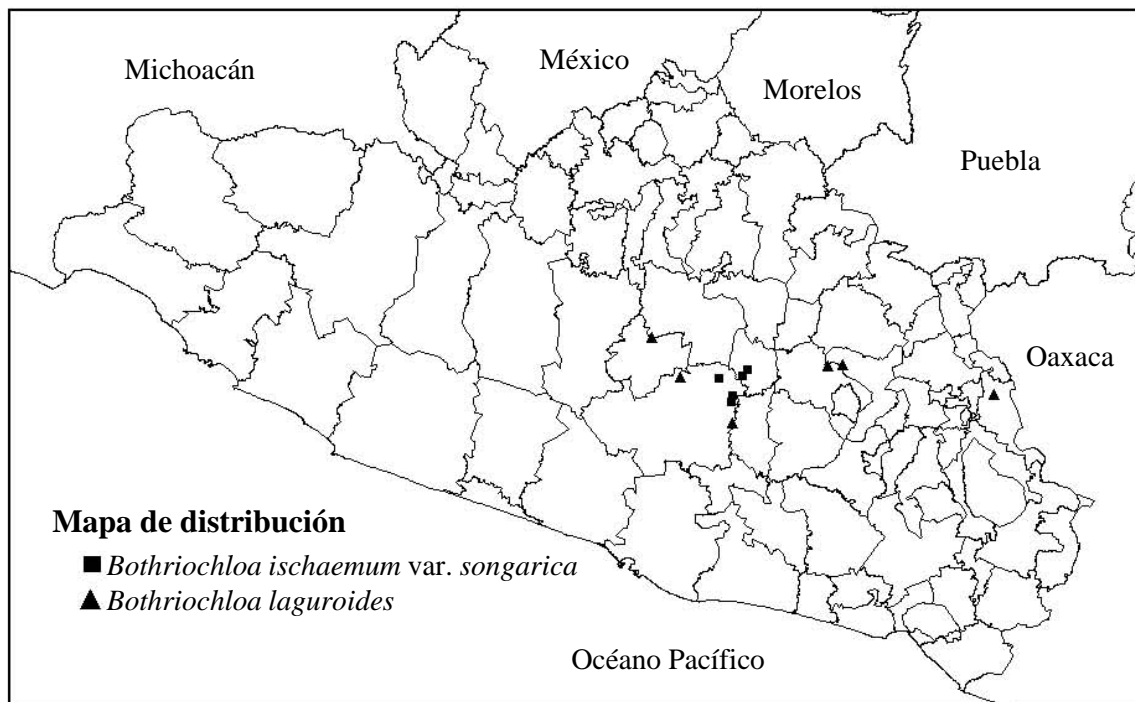 Michoacán
México
Morelos
Puebla
Oaxaca
Mapa de distribución
Bothriochloa ischaemum var. songarica
Bothriochloa laguroides
Océano Pacífico